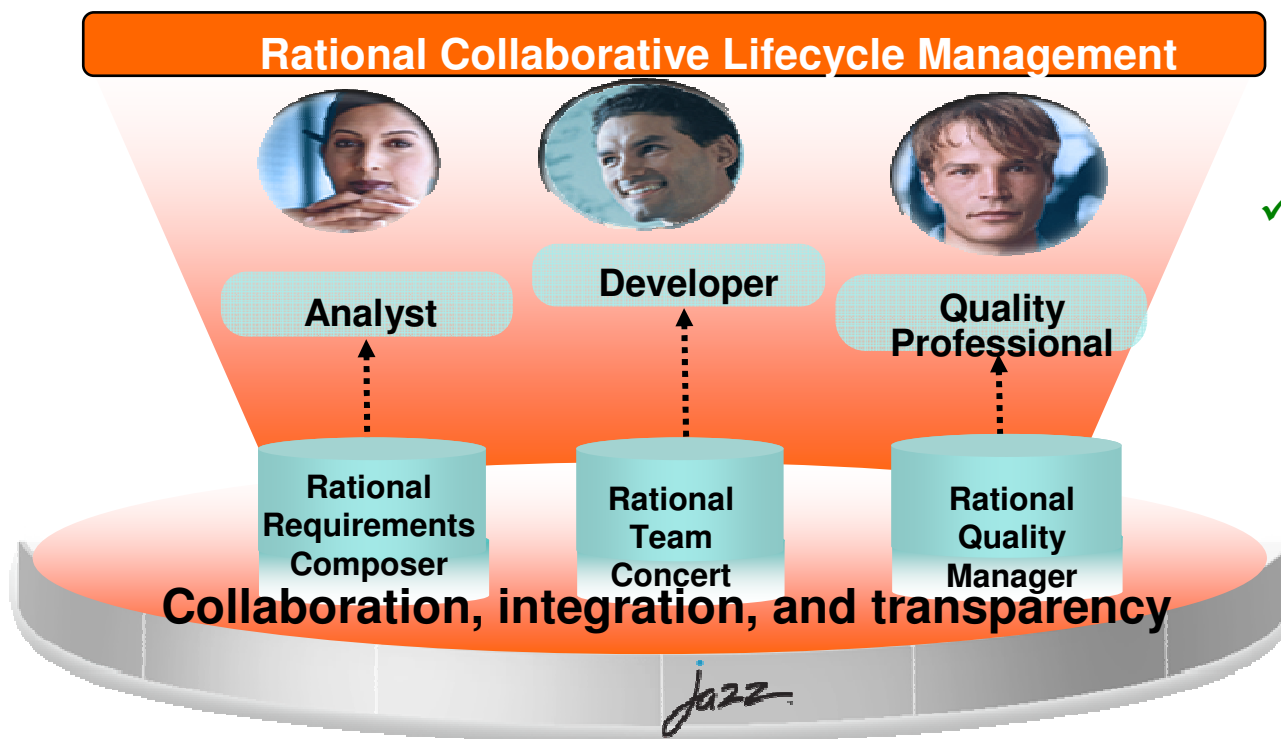 Rational Collaborative Lifecycle Management
Analyst
Developer
Quality
Professional
Rational
Requirements
Composer
Rational
Team
Concert
Rational
Quality
Manager
Collaboration, integration, and transparency
jazz